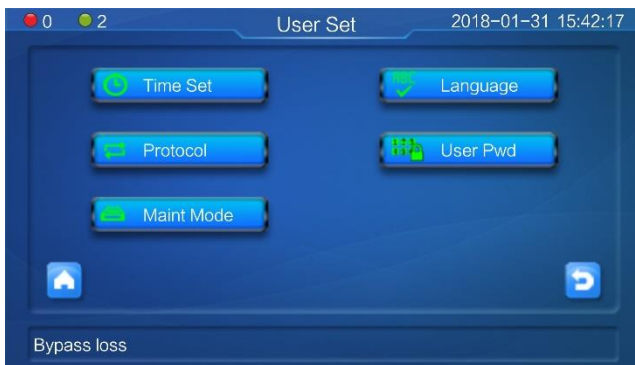 0 2 User Set 2018-01-31 15:42:17
Time Set
ABC Language
Protocol
User Pwd
Maint Mode
Bypass loss